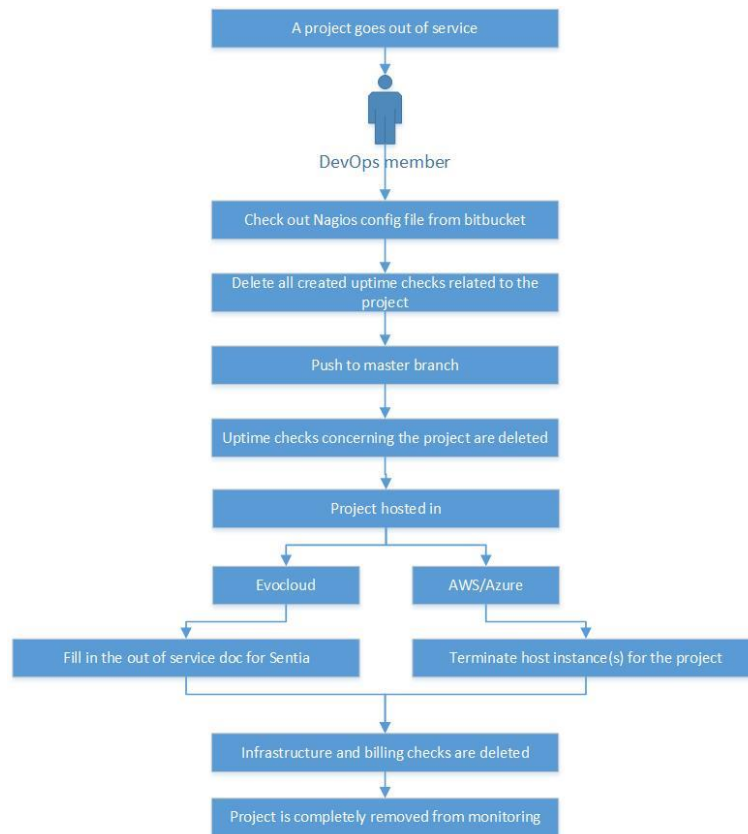 A project goes out of service
DevOps member
Check out Nagios config file from bitbucket
Delete all created uptime checks related to the
project
Push to master branch
Uptime checks concerning the project are deleted
Project hosted in
Evocloud
AWS/Azure
Fill in the out of service doc for Sentia
Terminate host instance(s) for the project
Infrastructure and billing checks are deleted
Project is completely removed from monitoring